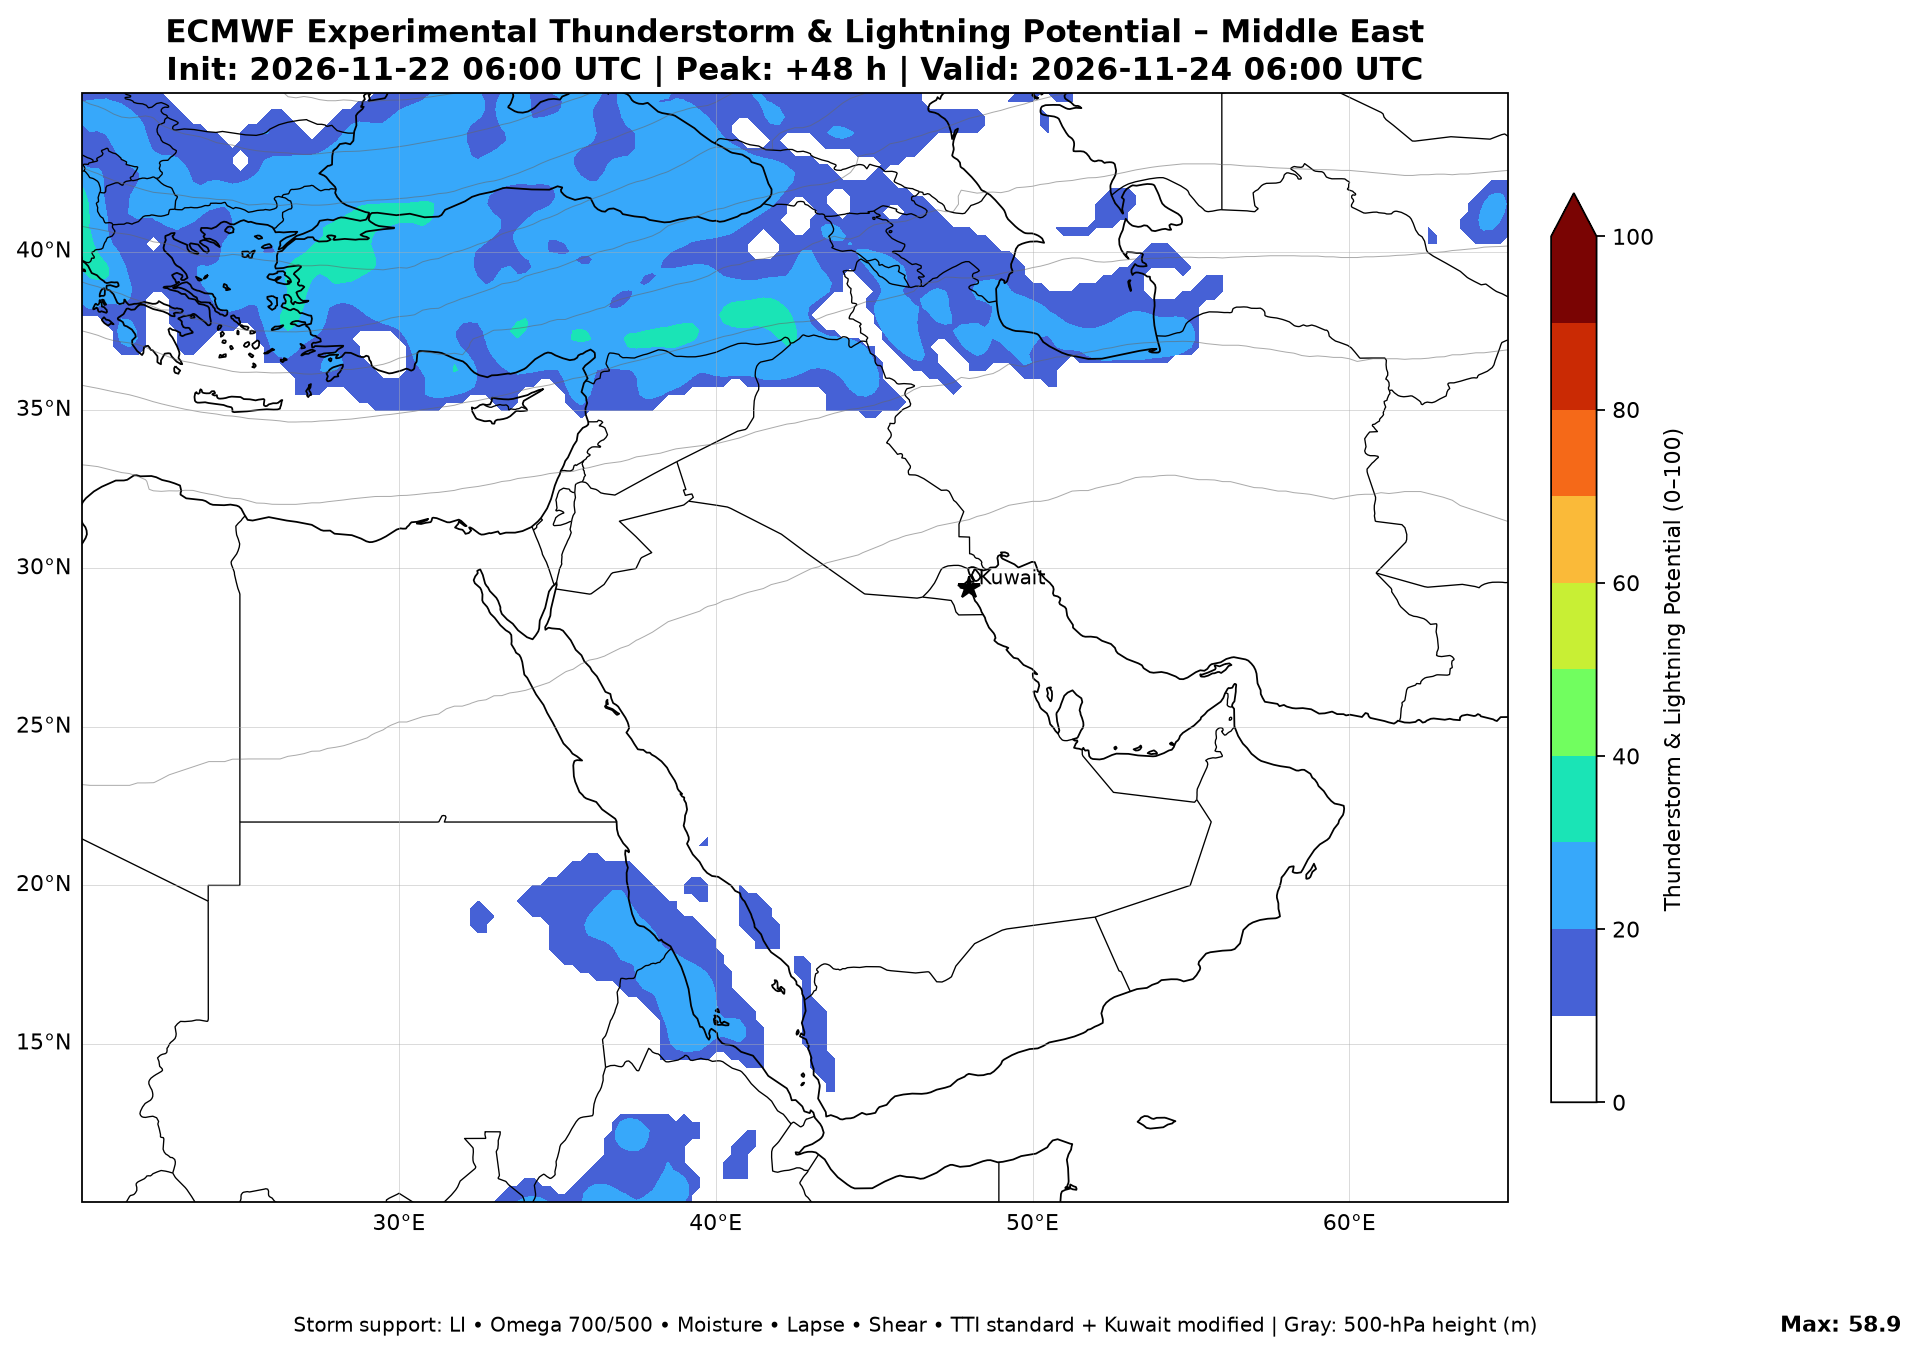 ECMWF Experimental Thunderstorm & Lightning Potential – Middle East
Init: 2026-11-22 06:00 UTC | Peak: +48 h | Valid: 2026-11-24 06:00 UTC
40°N
35°N
30°N
25°N
20°N
15°N
Kuwait
30°E
40°E
50°E
60°E
100
80
60
40
20
0
Thunderstorm & Lightning Potential (0–100)
Storm support: LI • Omega 700/500 • Moisture • Lapse • Shear • TTI standard + Kuwait modified | Gray: 500-hPa height (m)
Max: 58.9